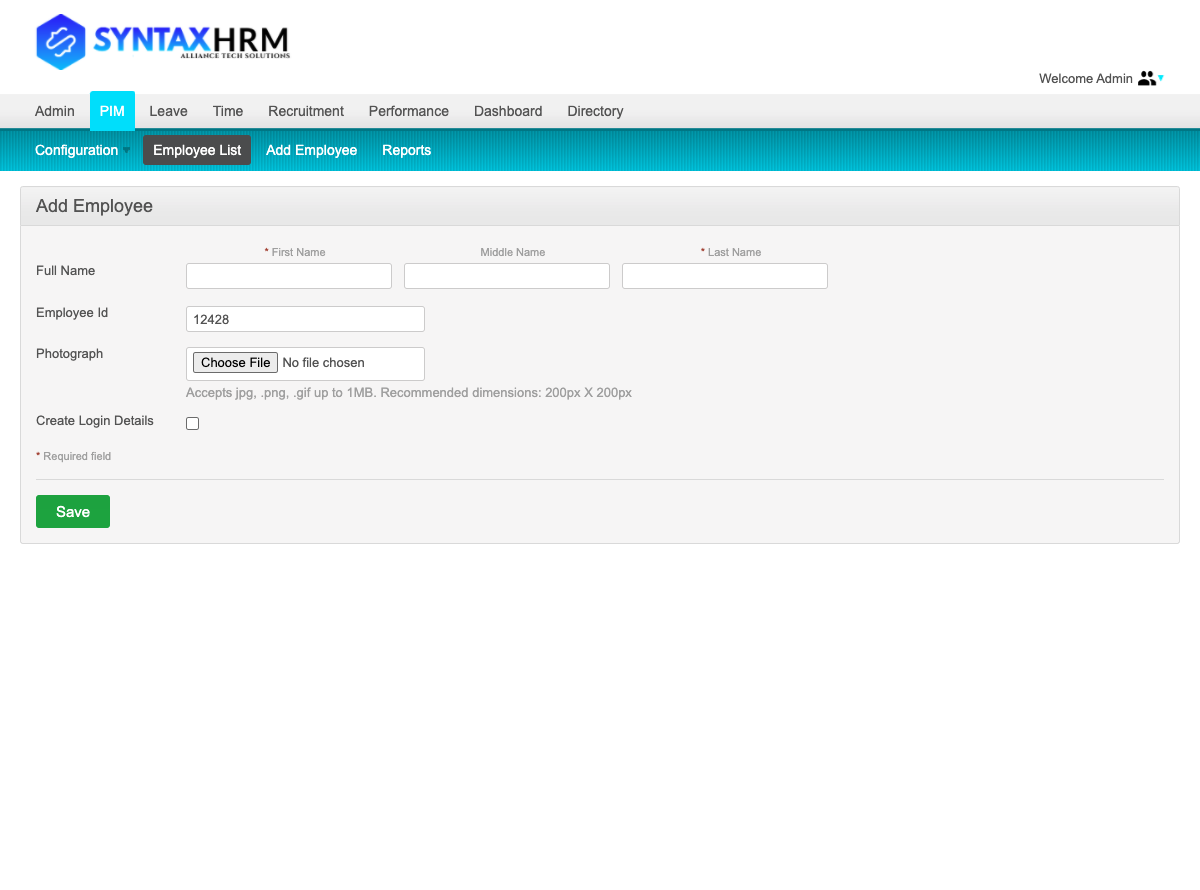 SYNTAXHRM
ALLIANCE TECH SOLUTIONS
Welcome Admin
Admin PIM Leave Time Recruitment Performance Dashboard Directory
Configuration Employee List Add Employee Reports
Add Employee
* First Name Middle Name * Last Name
Full Name
Employee Id 12428
Photograph Choose File No file chosen
Accepts jpg, .png, .gif up to 1MB. Recommended dimensions: 200px X 200px
Create Login Details
* Required field
Save